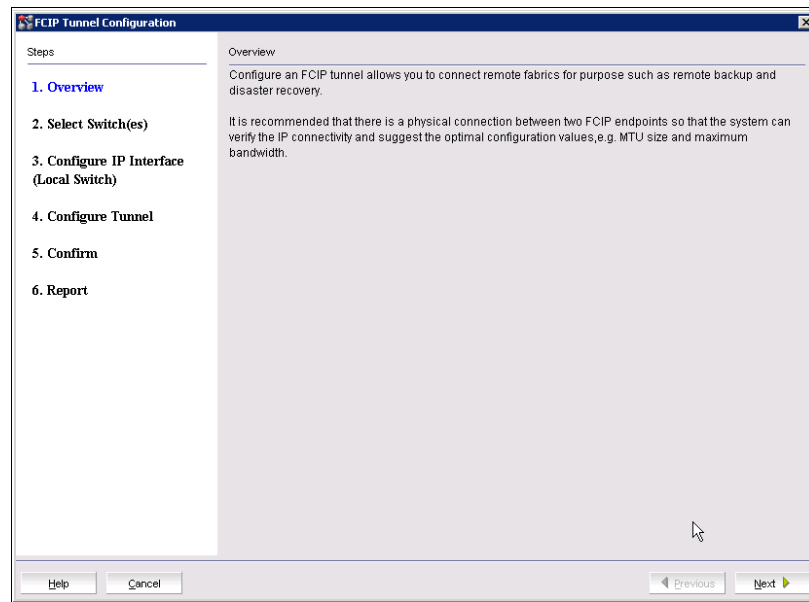 FCIP Tunnel Configuration
Steps
1. Overview
2. Select Switch(es)
3. Configure IP Interface
(Local Switch)
4. Configure Tunnel
5. Confirm
6. Report
Overview
Configure an FCIP tunnel allows you to connect remote fabrics for purpose such as remote backup and
disaster recovery.
It is recommended that there is a physical connection between two FCIP endpoints so that the system can
verify the IP connectivity and suggest the optimal configuration values,e.g. MTU size and maximum
bandwidth.
Help
Cancel
Previous
Next